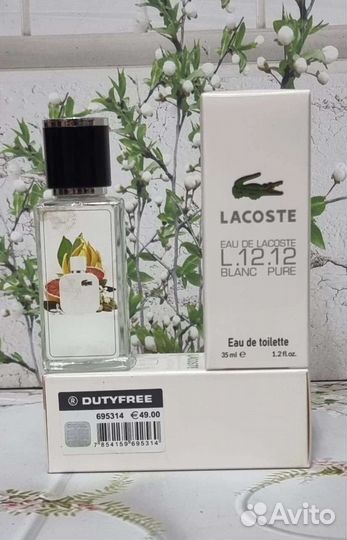 LACOSTE
EAU DE LACOSTE
L.12.12
BLANC PURE
Eau de toilette
35 ml e 1.2 fl.oz.
® DUTYFREE
695314 €49.00
7 854159 695314
Avito